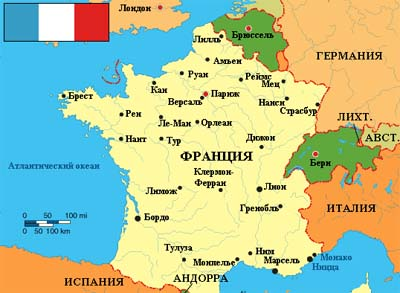 Лондон
Брюссель
Лилль
ГЕРМАНИЯ
Амьен
Руан
Реймс
Мец
Кан
Париж
Версаль
Нанси
Страсбур
Брест
Рен
Ле-Ман
Орлеан
ЛИХТ.
Нант
Тур
Дижон
АВСТ.
ФРАНЦИЯ
Берн
Атлантический океан
Клермон-
Ферран
Лимож
Лион
ИТАЛИЯ
Гренобль
Бордо
0 50 100 mi
0 50 100 km
Тулуза
Монпелье
Ним
Марсель
Монако
Ницца
АНДОРРА
ИСПАНИЯ